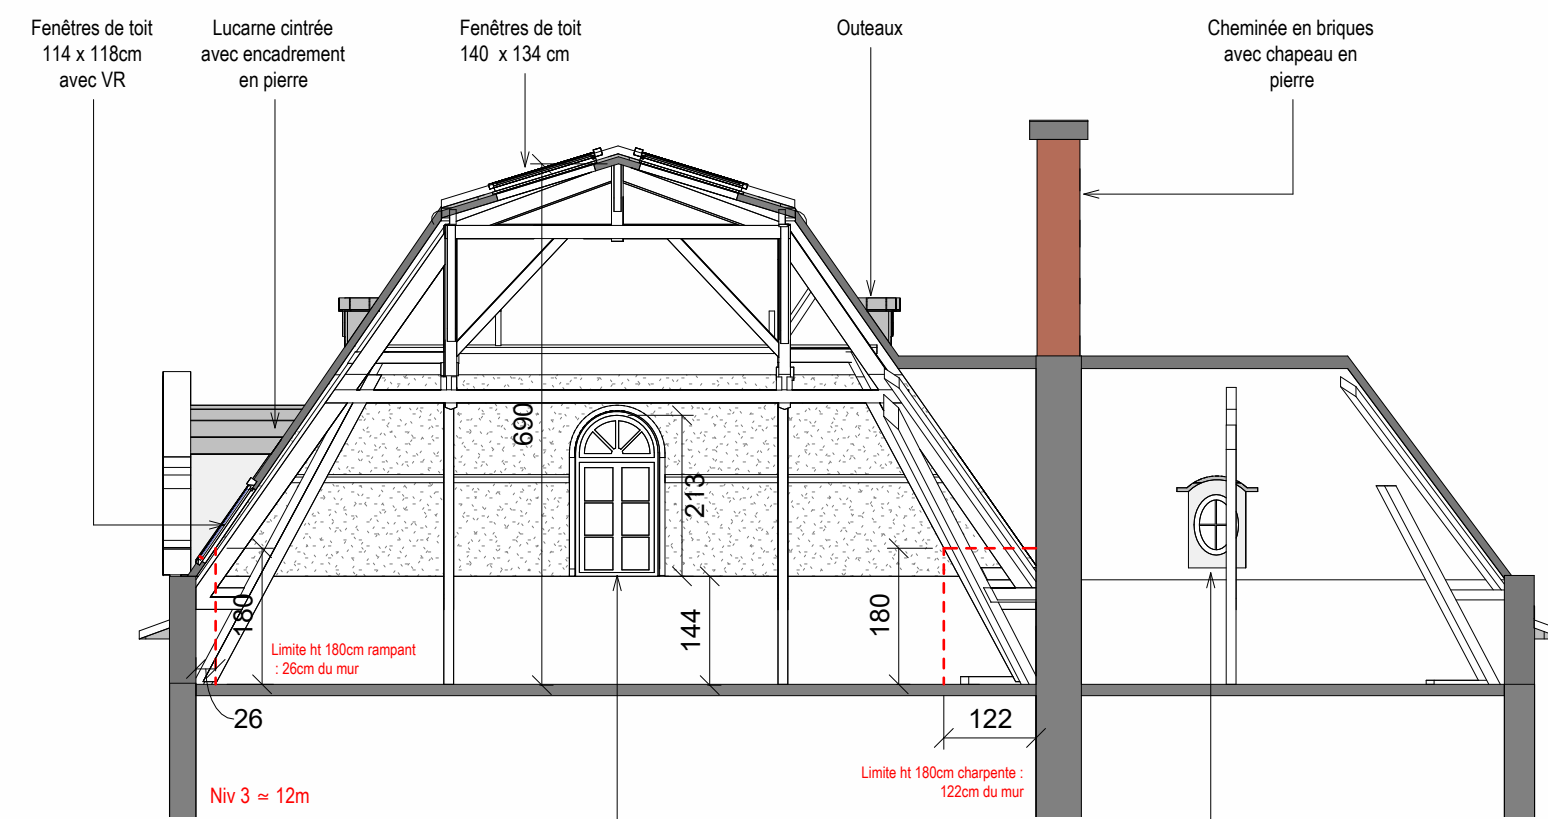 Fenêtres de toit
114 x 118cm
avec VR
Lucarne cintrée
avec encadrement
en pierre
Fenêtres de toit
140 x 134 cm
Outeaux
Cheminée en briques
avec chapeau en
pierre
690
213
180
144
180
Limite ht 180cm rampant
: 26cm du mur
26
122
Limite ht 180cm charpente :
122cm du mur
Niv 3 ≃ 12m